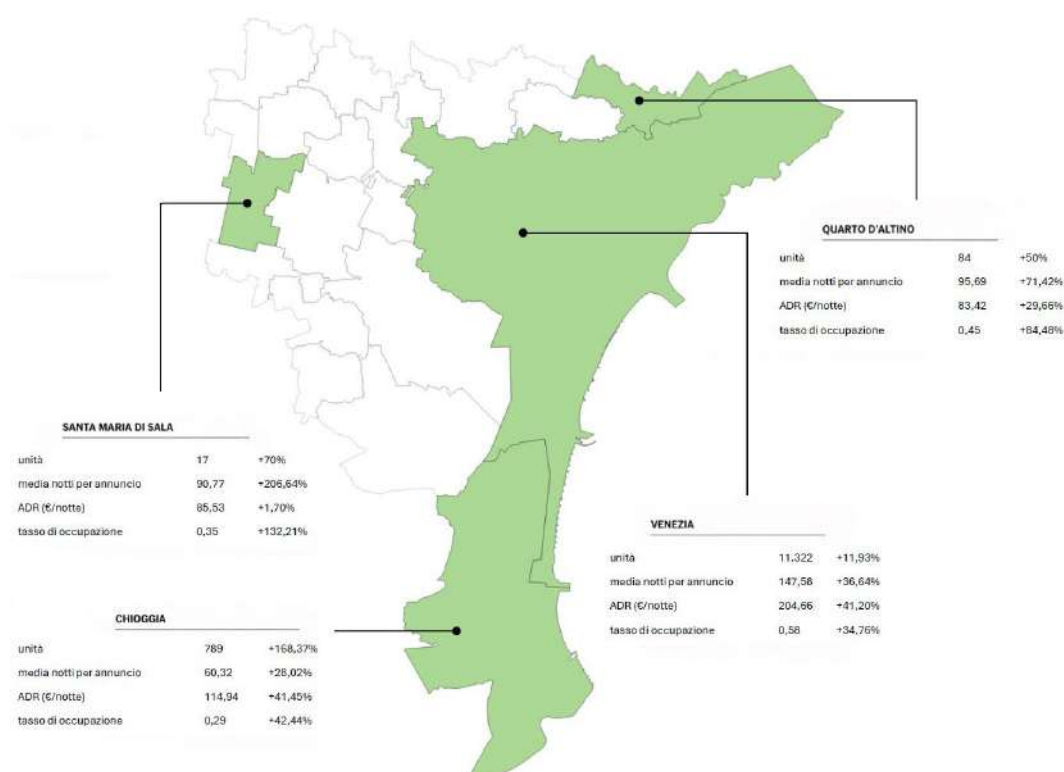 QUARTO D'ALTINO
unità 84 +50%
media notti per annuncio 95,69 +71,42%
ADR (€/notte) 83,42 +29,66%
tasso di occupazione 0,45 +84,48%
SANTA MARIA DI SALA
unità 17 +70%
media notti per annuncio 90,77 +206,64%
ADR (€/notte) 85,53 +1,70%
tasso di occupazione 0,35 +132,21%
VENEZIA
unità 11.322 +11,93%
media notti per annuncio 147,58 +36,64%
ADR (€/notte) 204,66 +41,20%
tasso di occupazione 0,58 +34,76%
CHIOGGIA
unità 789 +168,37%
media notti per annuncio 60,32 +28,02%
ADR (€/notte) 114,94 +41,45%
tasso di occupazione 0,29 +42,44%